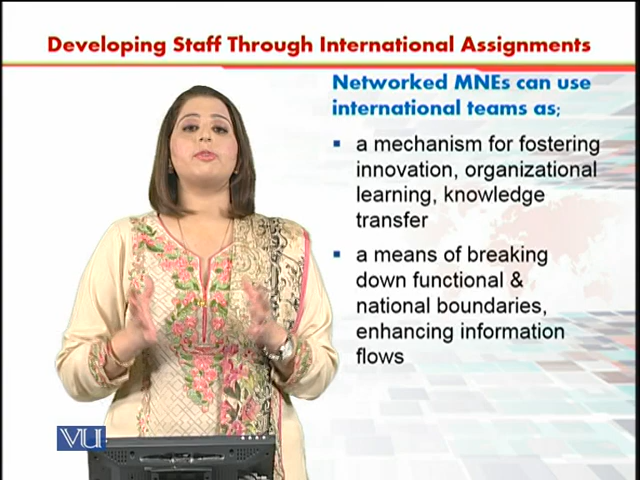 Developing Staff Through International Assignments
Networked MNEs can use
international teams as;
▪ a mechanism for fostering
innovation, organizational
learning, knowledge
transfer
▪ a means of breaking
down functional &
national boundaries,
enhancing information
flows
VU